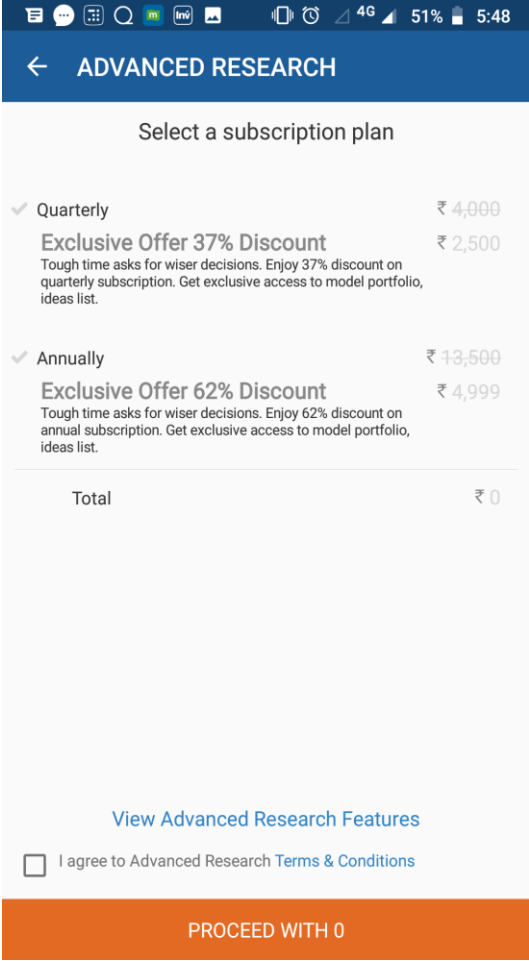 m Inv 4G 51% 5:48
ADVANCED RESEARCH
Select a subscription plan
Quarterly ₹ 4,000
Exclusive Offer 37% Discount ₹ 2,500
Tough time asks for wiser decisions. Enjoy 37% discount on
quarterly subscription. Get exclusive access to model portfolio,
ideas list.
Annually ₹ 13,500
Exclusive Offer 62% Discount ₹ 4,999
Tough time asks for wiser decisions. Enjoy 62% discount on
annual subscription. Get exclusive access to model portfolio,
ideas list.
Total ₹ 0
View Advanced Research Features
I agree to Advanced Research Terms & Conditions
PROCEED WITH 0